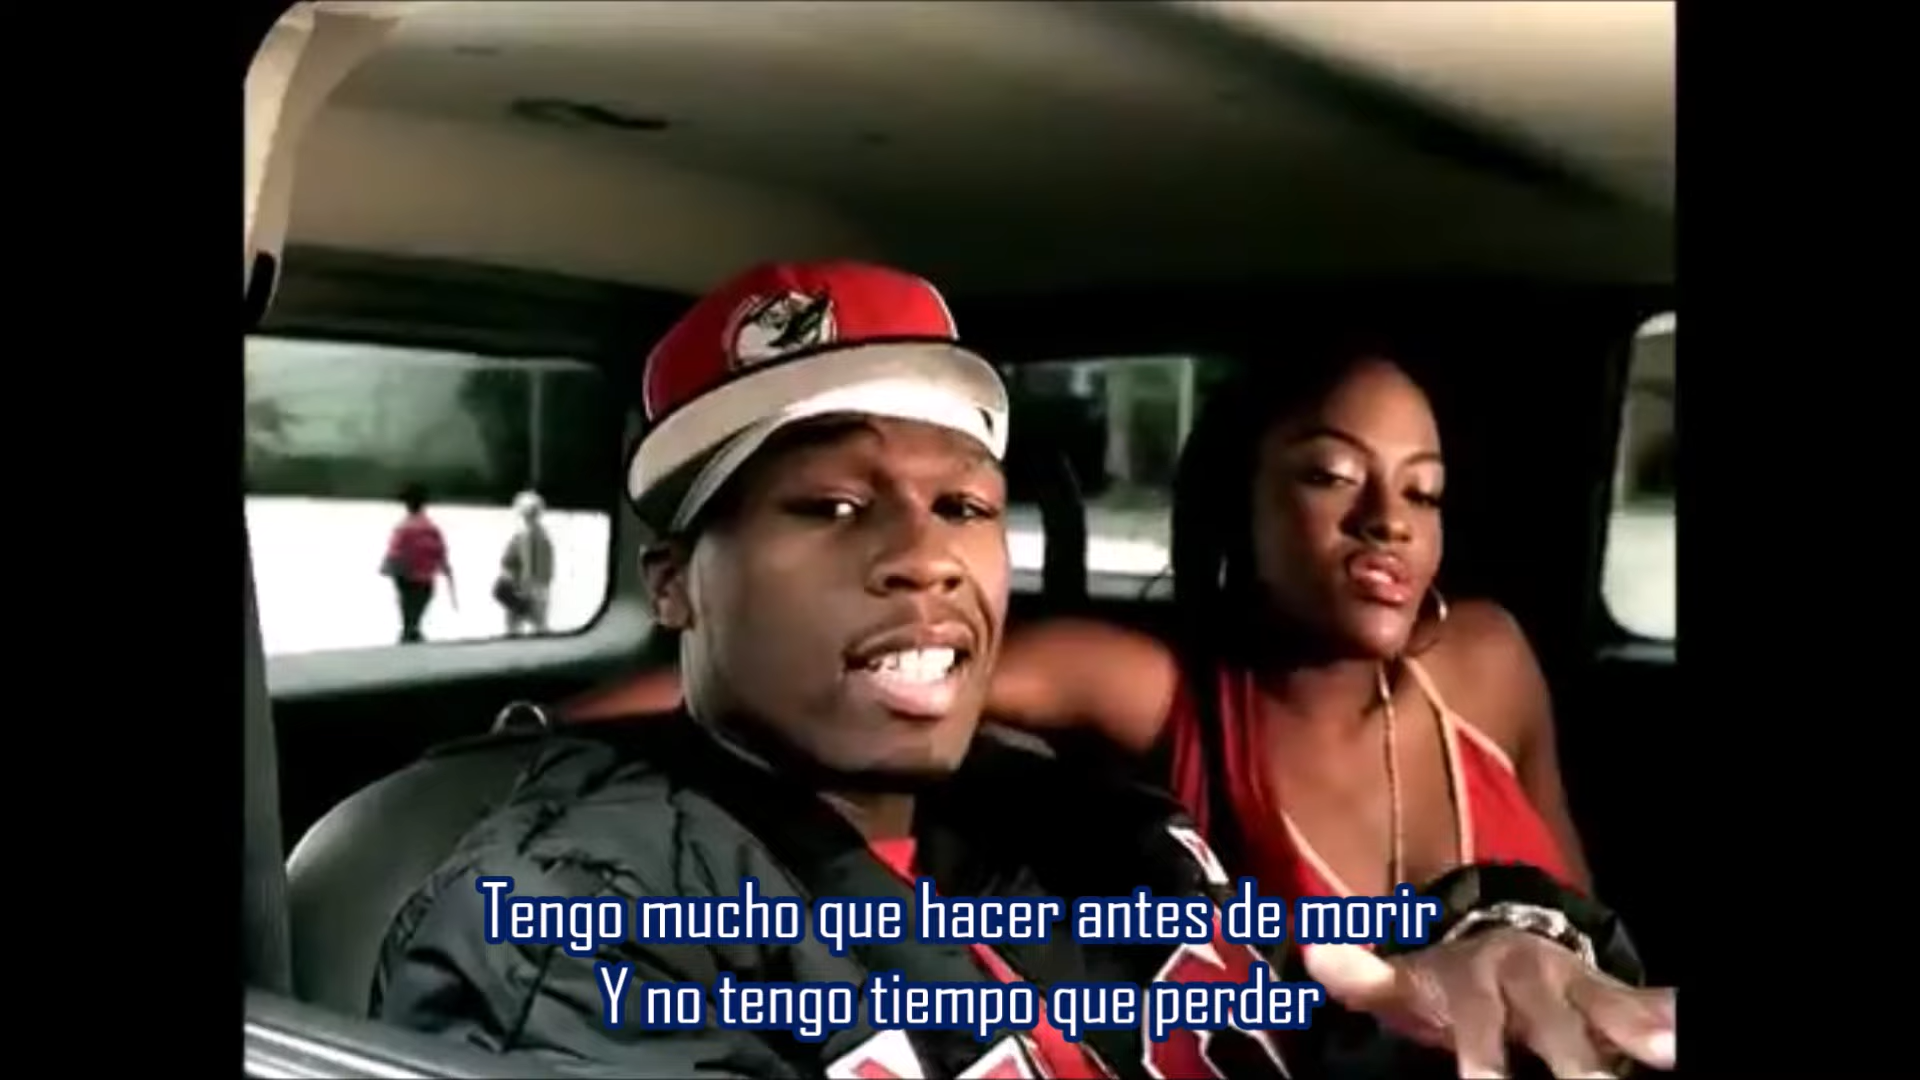 Tengo mucho que hacer antes de morir
Y no tengo tiempo que perder